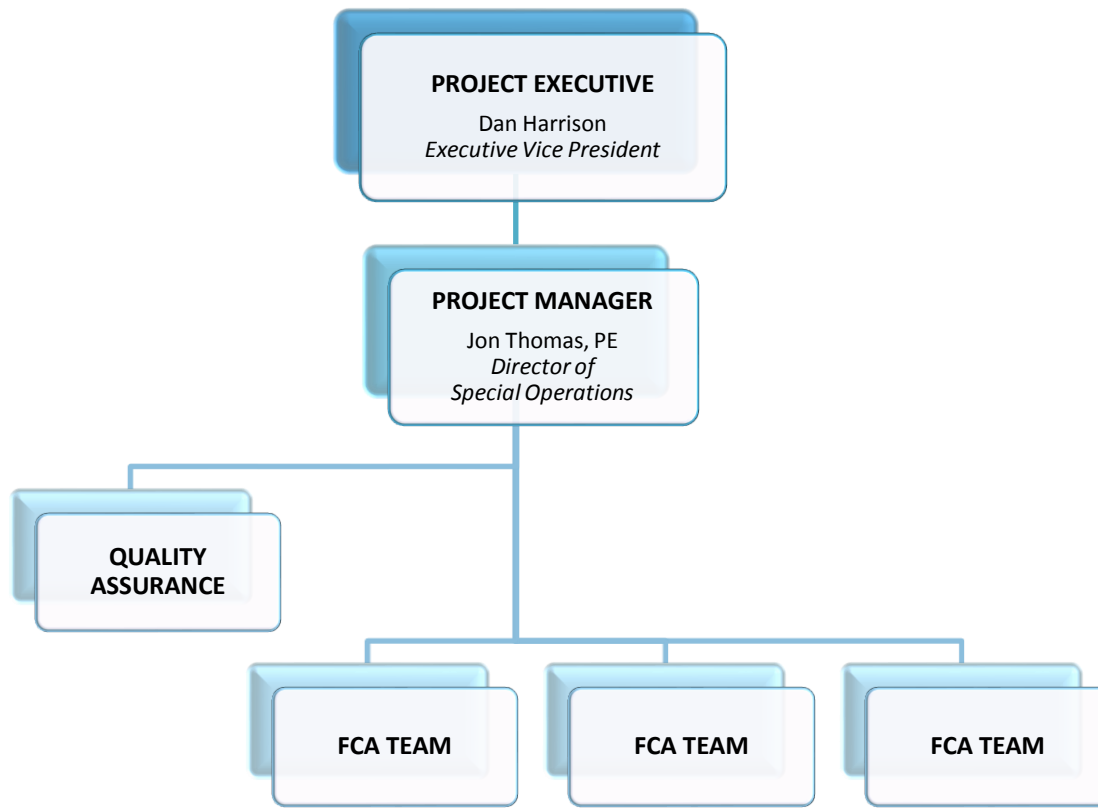 PROJECT EXECUTIVE
Dan Harrison
Executive Vice President
PROJECT MANAGER
Jon Thomas, PE
Director of
Special Operations
QUALITY
ASSURANCE
FCA TEAM
FCA TEAM
FCA TEAM